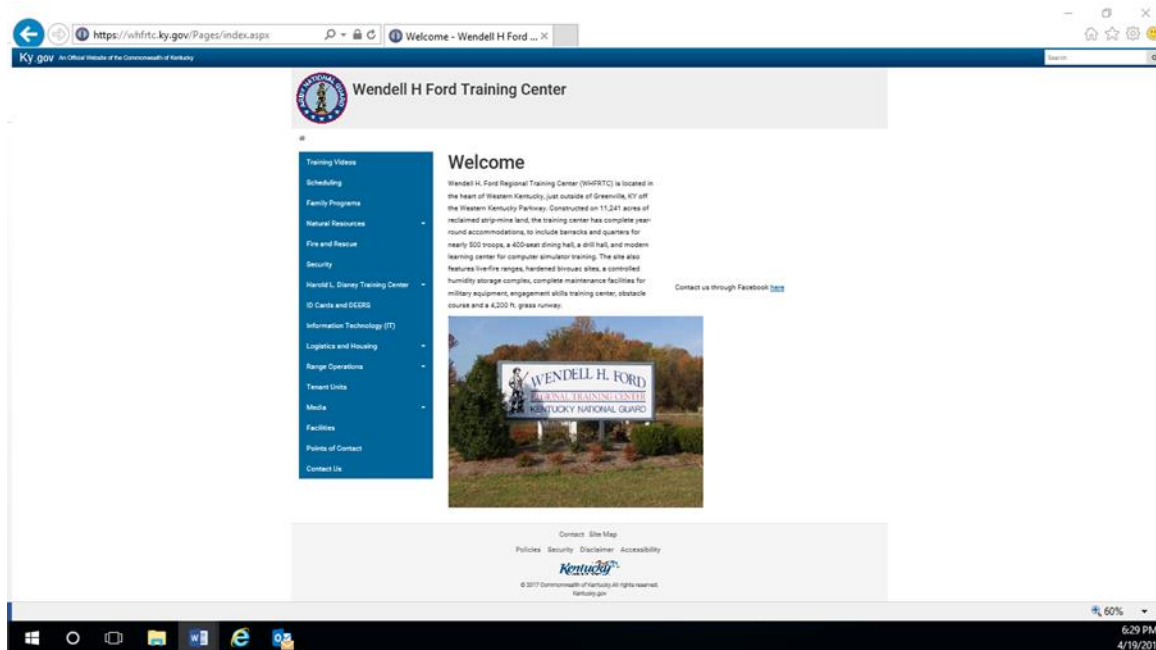 https://whfrtc.ky.gov/Pages/index.aspx
Welcome - Wendell H Ford ...
Ky.gov An Official Website of the Commonwealth of Kentucky
Search
ARMY NATIONAL GUARD
Wendell H Ford Training Center
Training Videos
Scheduling
Family Programs
Natural Resources
Fire and Rescue
Security
Harold L. Disney Training Center
ID Cards and DEERS
Information Technology (IT)
Logistics and Housing
Range Operations
Tenant Units
Media
Facilities
Points of Contact
Contact Us
Welcome
Wendell H. Ford Regional Training Center (WHFRTC) is located in
the heart of Western Kentucky, just outside of Greenville, KY off
the Western Kentucky Parkway. Constructed on 11,241 acres of
reclaimed strip-mine land, the training center has complete year-
round accommodations, to include barracks and quarters for
nearly 500 troops, a 400-seat dining hall, a drill hall, and modern
learning center for computer simulator training. The site also
features live-fire ranges, hardened bivouac sites, a controlled
humidity storage complex, complete maintenance facilities for
military equipment, engagement skills training center, obstacle
course and a 4,200 ft. grass runway.
Contact us through Facebook here
WENDELL H. FORD
REGIONAL TRAINING CENTER
KENTUCKY NATIONAL GUARD
Contact Site Map
Policies Security Disclaimer Accessibility
Kentucky
© 2017 Commonwealth of Kentucky. All rights reserved.
Kentucky.gov
60%
6:29 PM
4/19/201